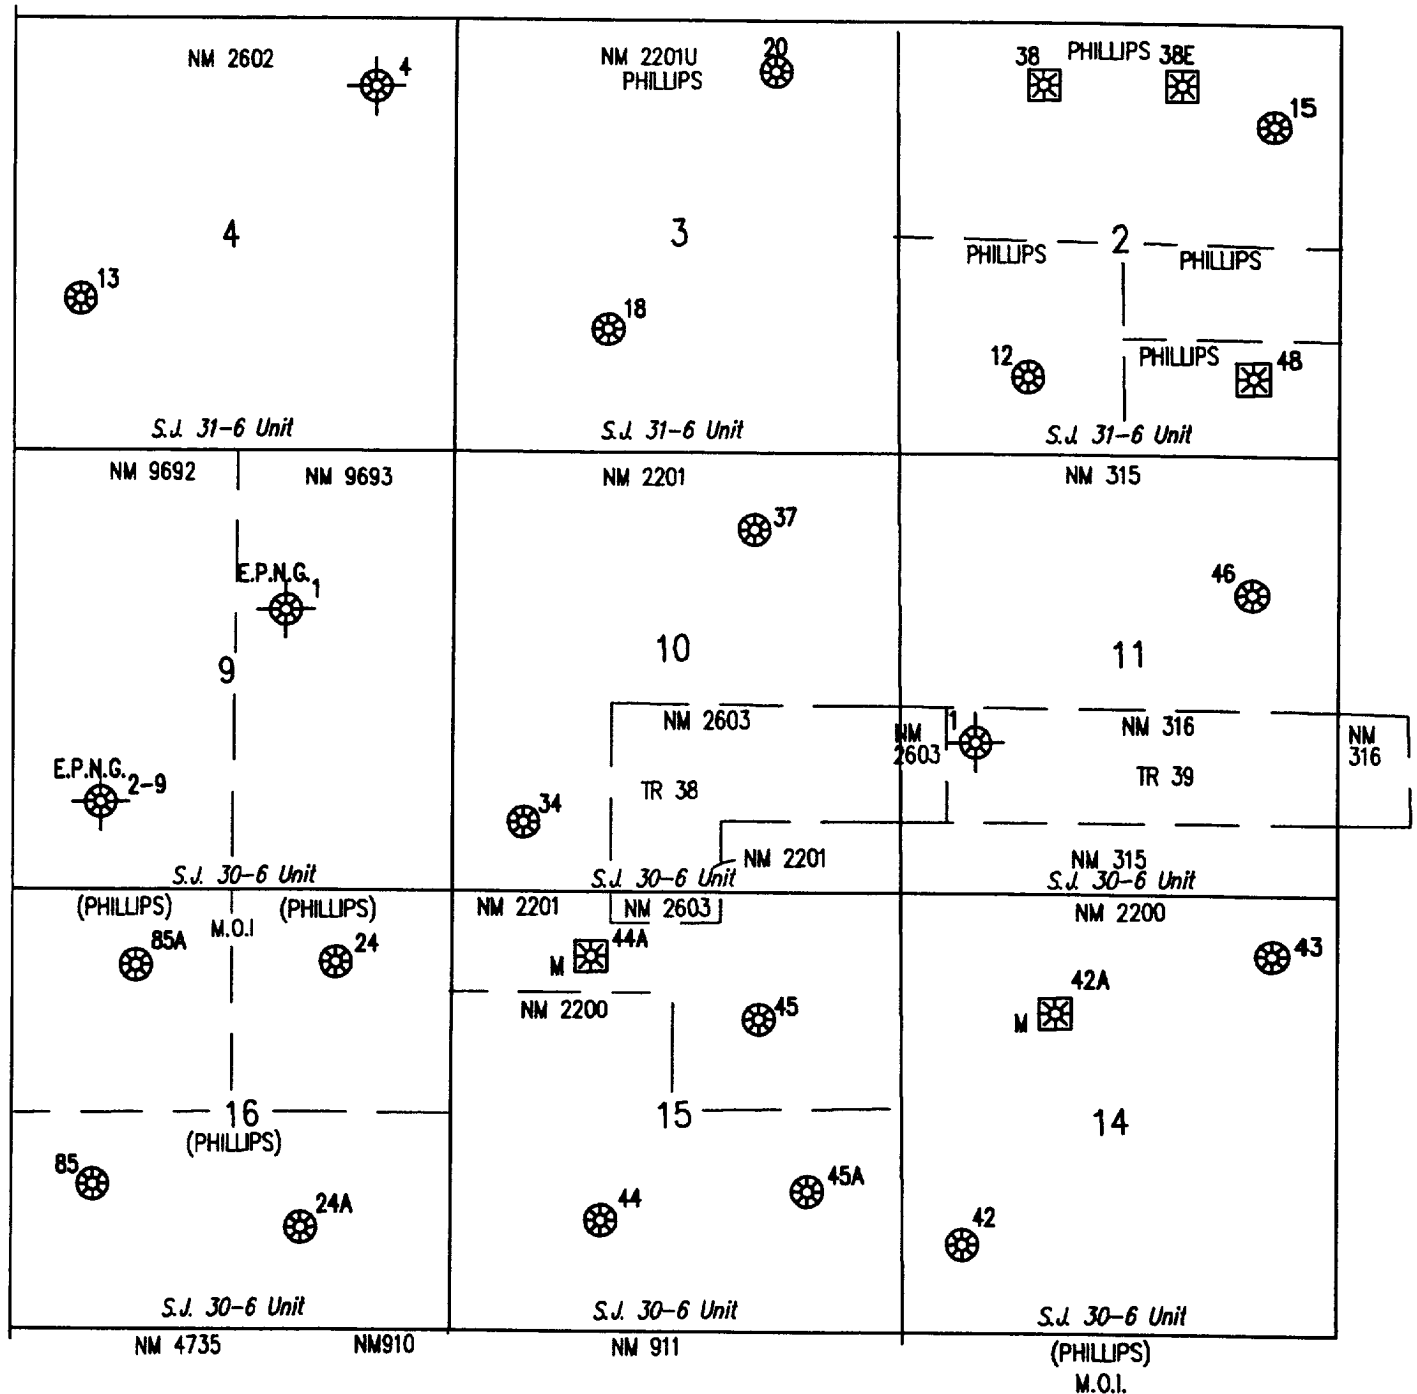 NM 2602
4
4
13
S.J. 31-6 Unit
NM 2201U
PHILLIPS
20
3
18
S.J. 31-6 Unit
38
PHILLIPS
38E
15
2
PHILLIPS
PHILLIPS
12
PHILLIPS
48
S.J. 31-6 Unit
NM 9692
NM 9693
E.P.N.G.
1
9
E.P.N.G.
2-9
S.J. 30-6 Unit
NM 2201
37
10
NM 2603
TR 38
34
NM 2201
S.J. 30-6 Unit
NM 315
46
11
NM
2603
1
NM 316
TR 39
NM
316
NM 315
S.J. 30-6 Unit
(PHILLIPS)
M.O.I
(PHILLIPS)
85A
24
16
(PHILLIPS)
85
24A
S.J. 30-6 Unit
NM 2201
NM 2603
M
44A
NM 2200
45
15
44
45A
S.J. 30-6 Unit
NM 2200
43
42A
M
14
42
S.J. 30-6 Unit
NM 4735
NM910
NM 911
(PHILLIPS)
M.O.I.